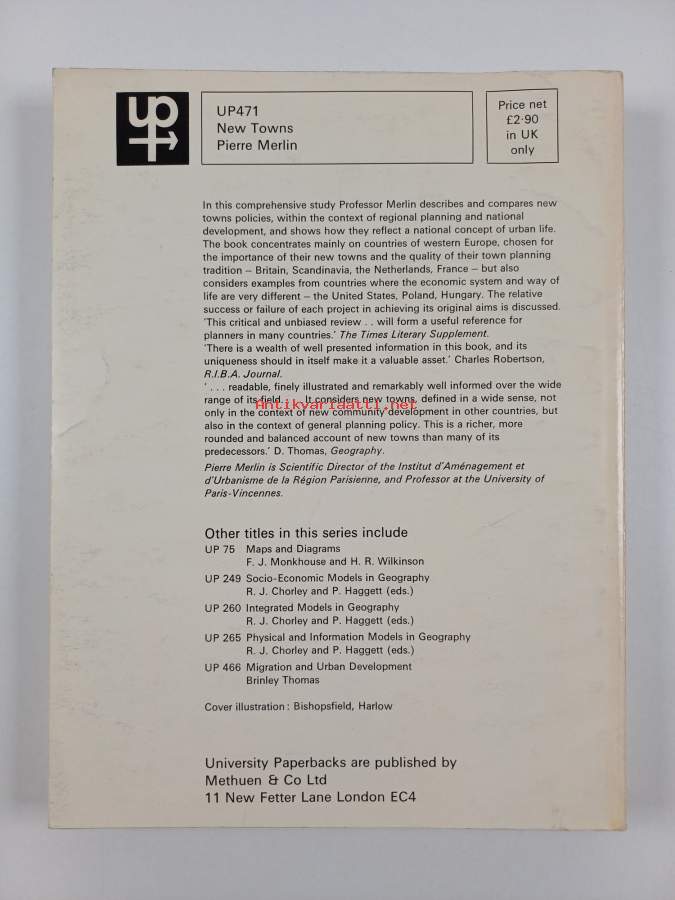 up
UP471
New Towns
Pierre Merlin
Price net
£2·90
in UK
only
In this comprehensive study Professor Merlin describes and compares new
towns policies, within the context of regional planning and national
development, and shows how they reflect a national concept of urban life.
The book concentrates mainly on countries of western Europe, chosen for
the importance of their new towns and the quality of their town planning
tradition – Britain, Scandinavia, the Netherlands, France – but also
considers examples from countries where the economic system and way of
life are very different – the United States, Poland, Hungary. The relative
success or failure of each project in achieving its original aims is discussed.
'This critical and unbiased review . . will form a useful reference for
planners in many countries.' The Times Literary Supplement.
'There is a wealth of well presented information in this book, and its
uniqueness should in itself make it a valuable asset.' Charles Robertson,
R.I.B.A. Journal.
' . . . readable, finely illustrated and remarkably well informed over the wide
range of its field. . . . It considers new towns, defined in a wide sense, not
Antikvariaatti.net
only in the context of new community development in other countries, but
also in the context of general planning policy. This is a richer, more
rounded and balanced account of new towns than many of its
predecessors.' D. Thomas, Geography.
Pierre Merlin is Scientific Director of the Institut d'Aménagement et
d'Urbanisme de la Région Parisienne, and Professor at the University of
Paris-Vincennes.
Other titles in this series include
UP 75 Maps and Diagrams
F. J. Monkhouse and H. R. Wilkinson
UP 249 Socio-Economic Models in Geography
R. J. Chorley and P. Haggett (eds.)
UP 260 Integrated Models in Geography
R. J. Chorley and P. Haggett (eds.)
UP 265 Physical and Information Models in Geography
R. J. Chorley and P. Haggett (eds.)
UP 466 Migration and Urban Development
Brinley Thomas
Cover illustration : Bishopsfield, Harlow
University Paperbacks are published by
Methuen & Co Ltd
11 New Fetter Lane London EC4